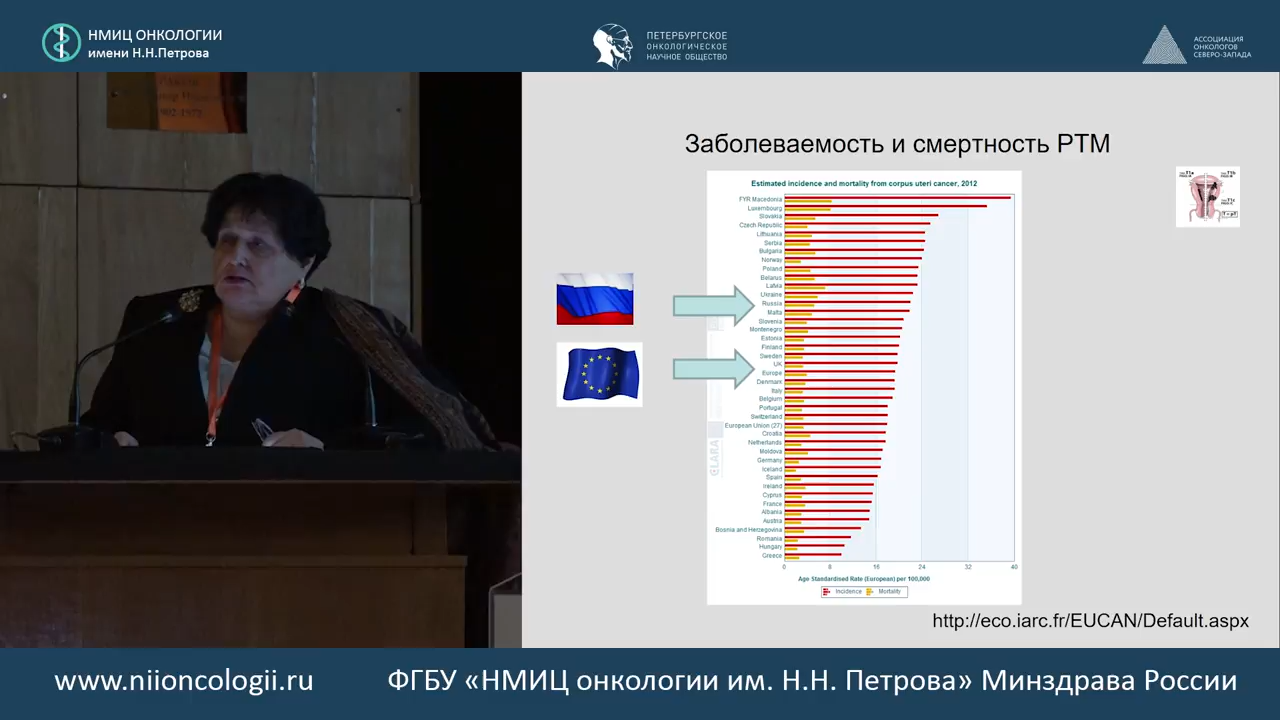 НМИЦ ОНКОЛОГИИ
имени Н.Н.Петрова
ПЕТЕРБУРГСКОЕ
ОНКОЛОГИЧЕСКОЕ
НАУЧНОЕ ОБЩЕСТВО
АССОЦИАЦИЯ
ОНКОЛОГОВ
СЕВЕРО-ЗАПАДА
Заболеваемость и смертность РТМ
Estimated incidence and mortality from corpus uteri cancer, 2012
FYR Macedonia
Luxembourg
Slovakia
Czech Republic
Lithuania
Serbia
Bulgaria
Norway
Poland
Belarus
Latvia
Ukraine
Russia
Malta
Slovenia
Montenegro
Estonia
Finland
Sweden
UK
Europe
Denmark
Italy
Belgium
Portugal
Switzerland
European Union (27)
Croatia
Netherlands
Moldova
Germany
Iceland
Spain
Ireland
Cyprus
France
Albania
Austria
Bosnia and Herzegovina
Romania
Hungary
Greece
0 8 16 24 32 40
Age Standardised Rate (European) per 100,000
Incidence Mortality
http://eco.iarc.fr/EUCAN/Default.aspx
www.niioncologii.ru
ФГБУ «НМИЦ онкологии им. Н.Н. Петрова» Минздрава России